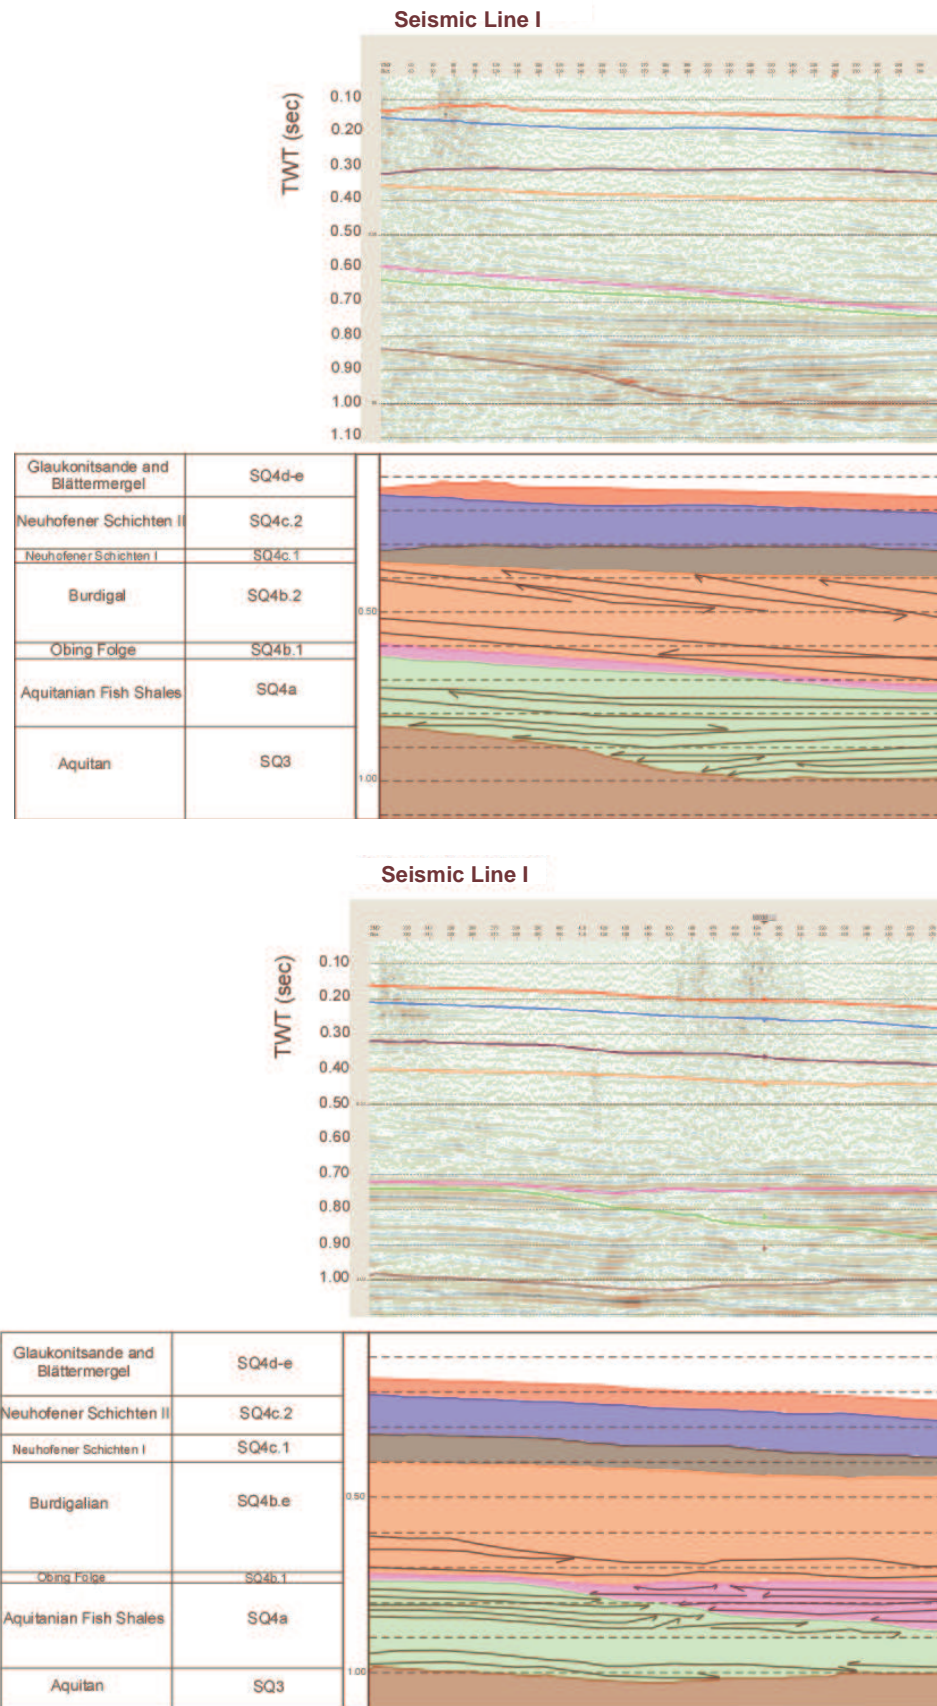 Seismic Line I
TWT (sec)
0.10
0.20
0.30
0.40
0.50
0.60
0.70
0.80
0.90
1.00
1.10
Glaukonitsande and
Blättermergel
SQ4d-e
Neuhofener Schichten II
SQ4c.2
Neuhofener Schichten I
SQ4c.1
Burdigal
SQ4b.2
0.50
Obing Folge
SQ4b.1
Aquitanian Fish Shales
SQ4a
Aquitan
SQ3
1.00
Seismic Line I
TWT (sec)
0.10
0.20
0.30
0.40
0.50
0.60
0.70
0.80
0.90
1.00
Glaukonitsande and
Blättermergel
SQ4d-e
Neuhofener Schichten II
SQ4c.2
Neuhofener Schichten I
SQ4c.1
Burdigalian
SQ4b.e
0.50
Obing Folge
SQ4b.1
Aquitanian Fish Shales
SQ4a
Aquitan
SQ3
1.00